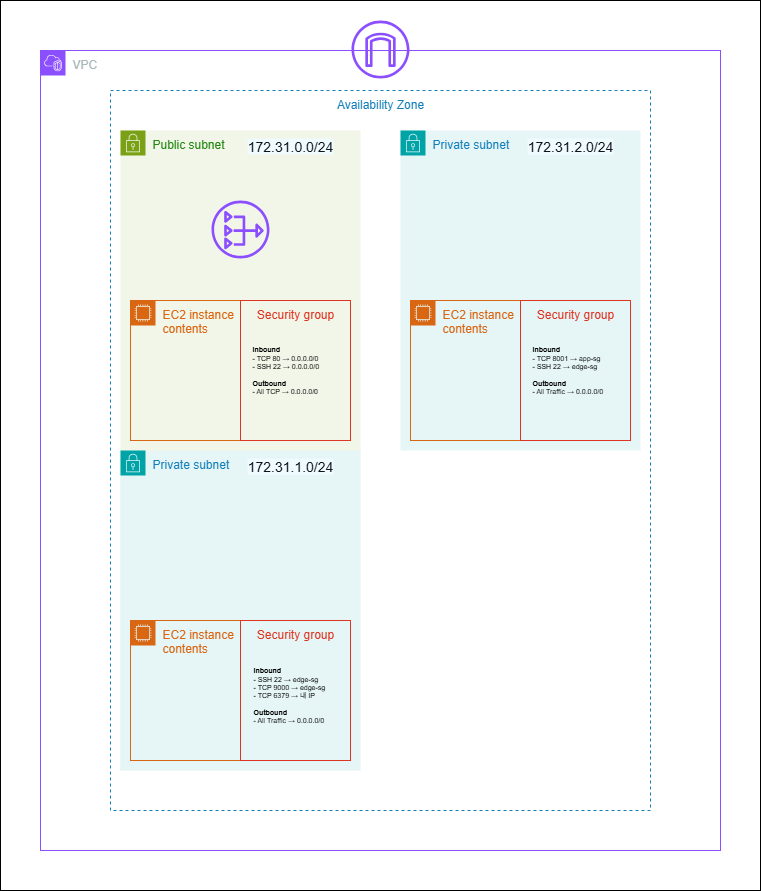 VPC
Availability Zone
Public subnet
172.31.0.0/24
EC2 instance
contents
Security group
Inbound
- TCP 80 → 0.0.0.0/0
- SSH 22 → 0.0.0.0/0
Outbound
- All TCP → 0.0.0.0/0
Private subnet
172.31.2.0/24
EC2 instance
contents
Security group
Inbound
- TCP 8001 → app-sg
- SSH 22 → edge-sg
Outbound
- All Traffic → 0.0.0.0/0
Private subnet
172.31.1.0/24
EC2 instance
contents
Security group
Inbound
- SSH 22 → edge-sg
- TCP 9000 → edge-sg
- TCP 6379 → 내 IP
Outbound
- All Traffic → 0.0.0.0/0